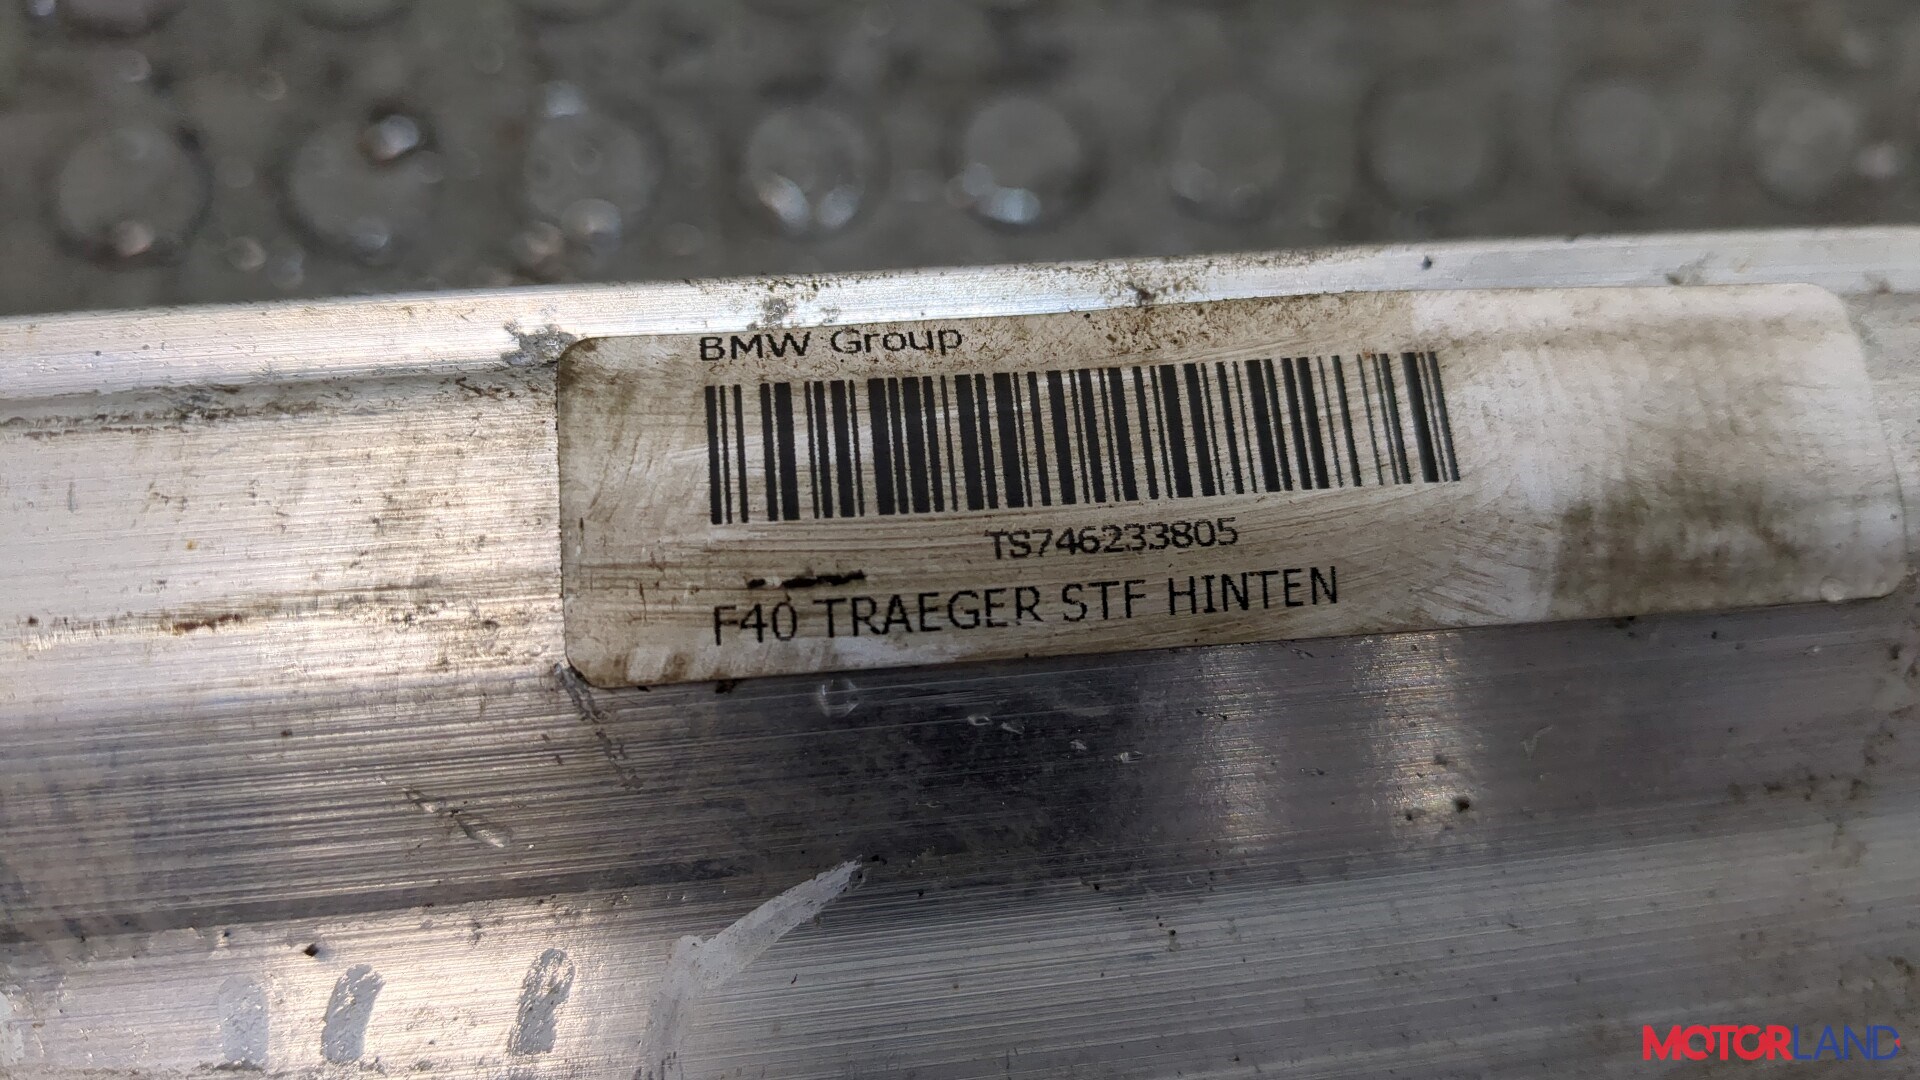 BMW Group
TS746233805
F40 TRAEGER STF HINTEN
MOTORLAND